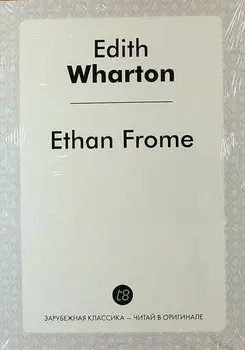 Edith
Wharton
Ethan Frome
t8
ЗАРУБЕЖНАЯ КЛАССИКА — ЧИТАЙ В ОРИГИНАЛЕ